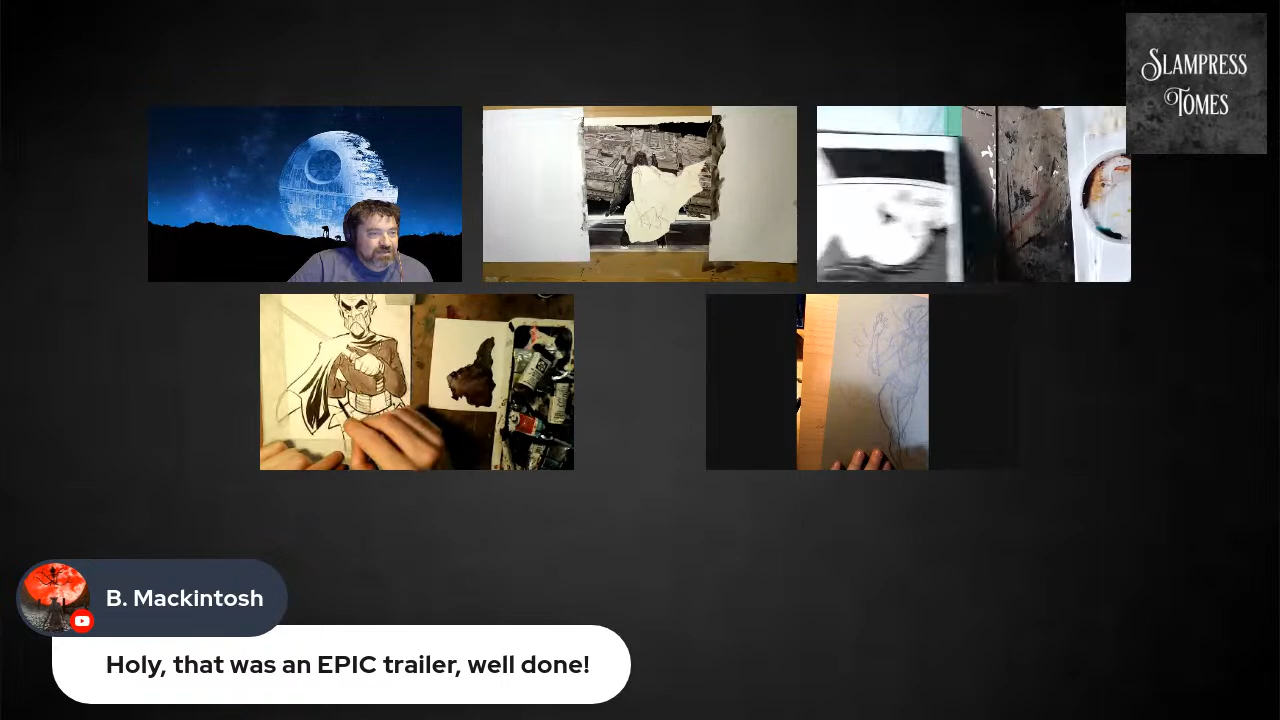 SLAMPRESS
TOMES
B. Mackintosh
Holy, that was an EPIC trailer, well done!